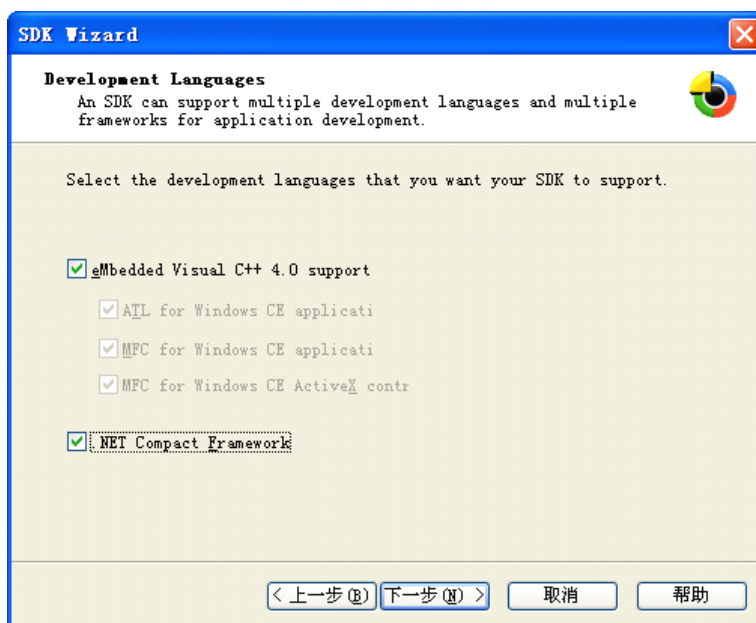 SDK Wizard
Development Languages
An SDK can support multiple development languages and multiple
frameworks for application development.
Select the development languages that you want your SDK to support.
eMbedded Visual C++ 4.0 support
ATL for Windows CE applicati
MFC for Windows CE applicati
MFC for Windows CE ActiveX contr
.NET Compact Framework
< 上一步(B) 下一步(N) > 取消 帮助